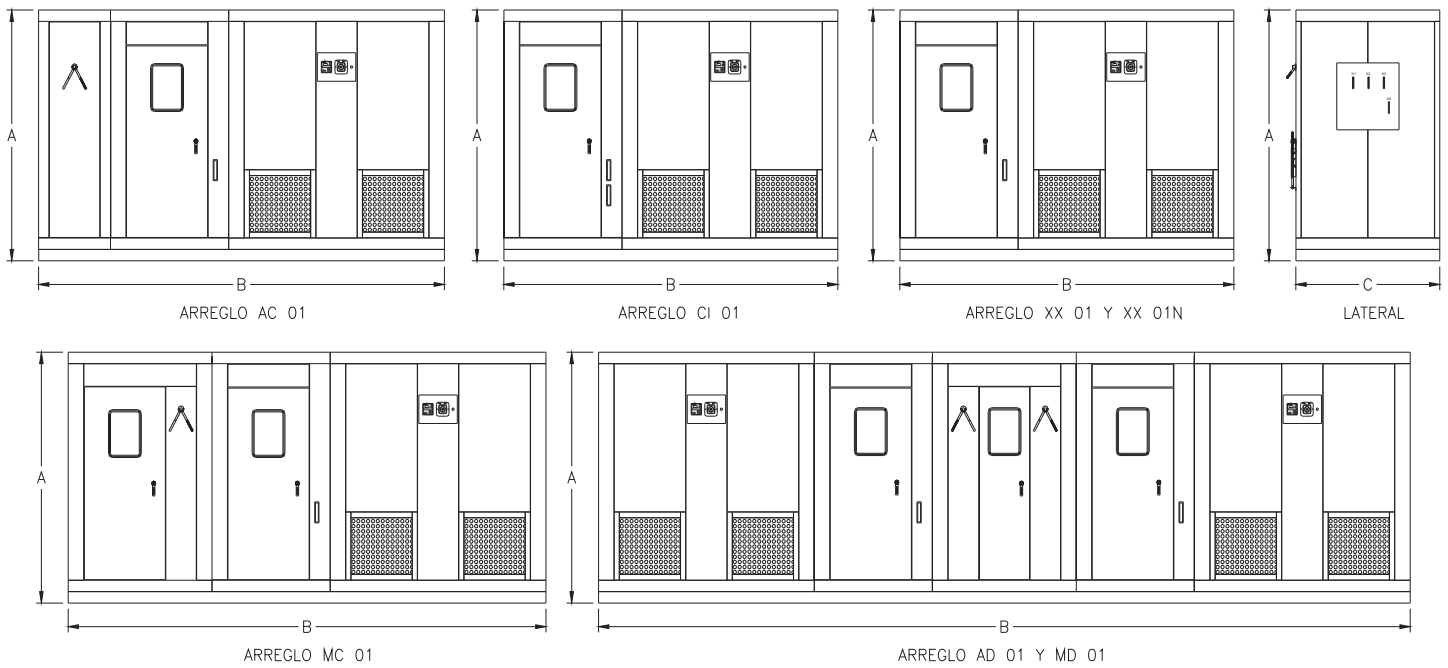 A
B
ARREGLO AC 01
A
B
ARREGLO CI 01
A
B
ARREGLO XX 01 Y XX 01N
A
C
LATERAL
A
B
ARREGLO MC 01
A
B
ARREGLO AD 01 Y MD 01